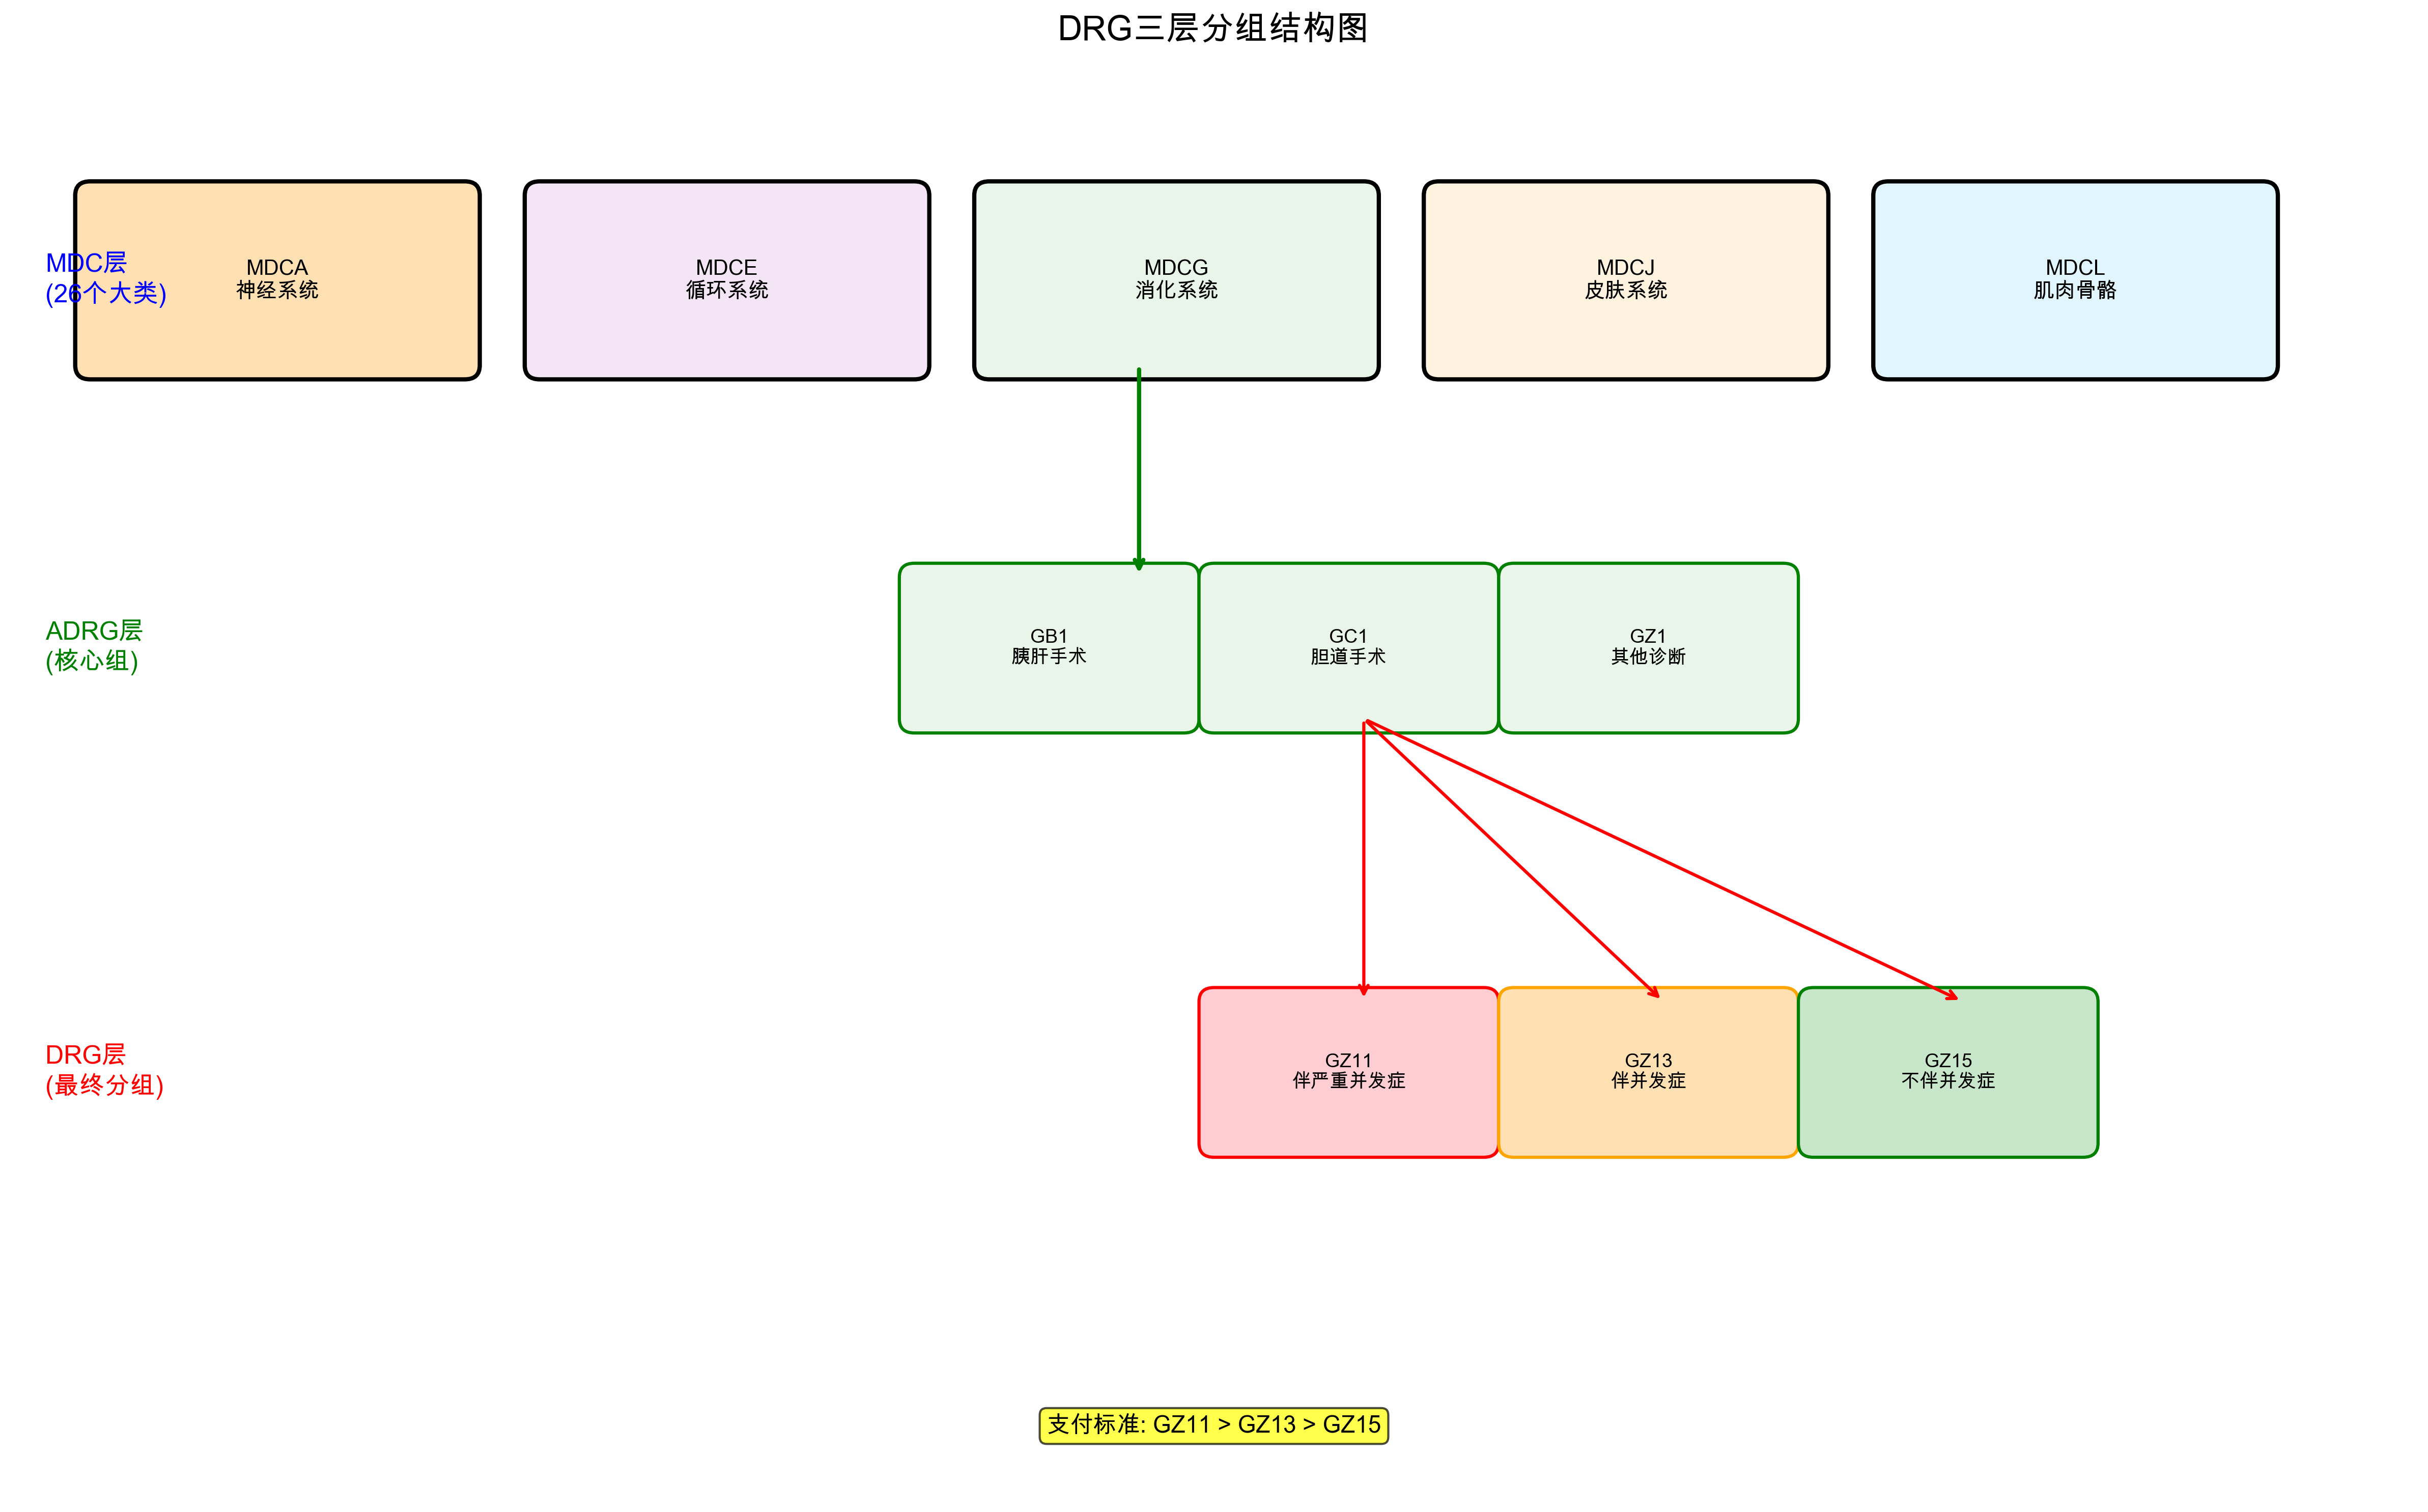 DRG三层分组结构图
MDC层
(26个大类)
MDCA
神经系统
MDCE
循环系统
MDCG
消化系统
MDCJ
皮肤系统
MDCL
肌肉骨骼
ADRG层
(核心组)
GB1
胰肝手术
GC1
胆道手术
GZ1
其他诊断
DRG层
(最终分组)
GZ11
伴严重并发症
GZ13
伴并发症
GZ15
不伴并发症
支付标准: GZ11 > GZ13 > GZ15